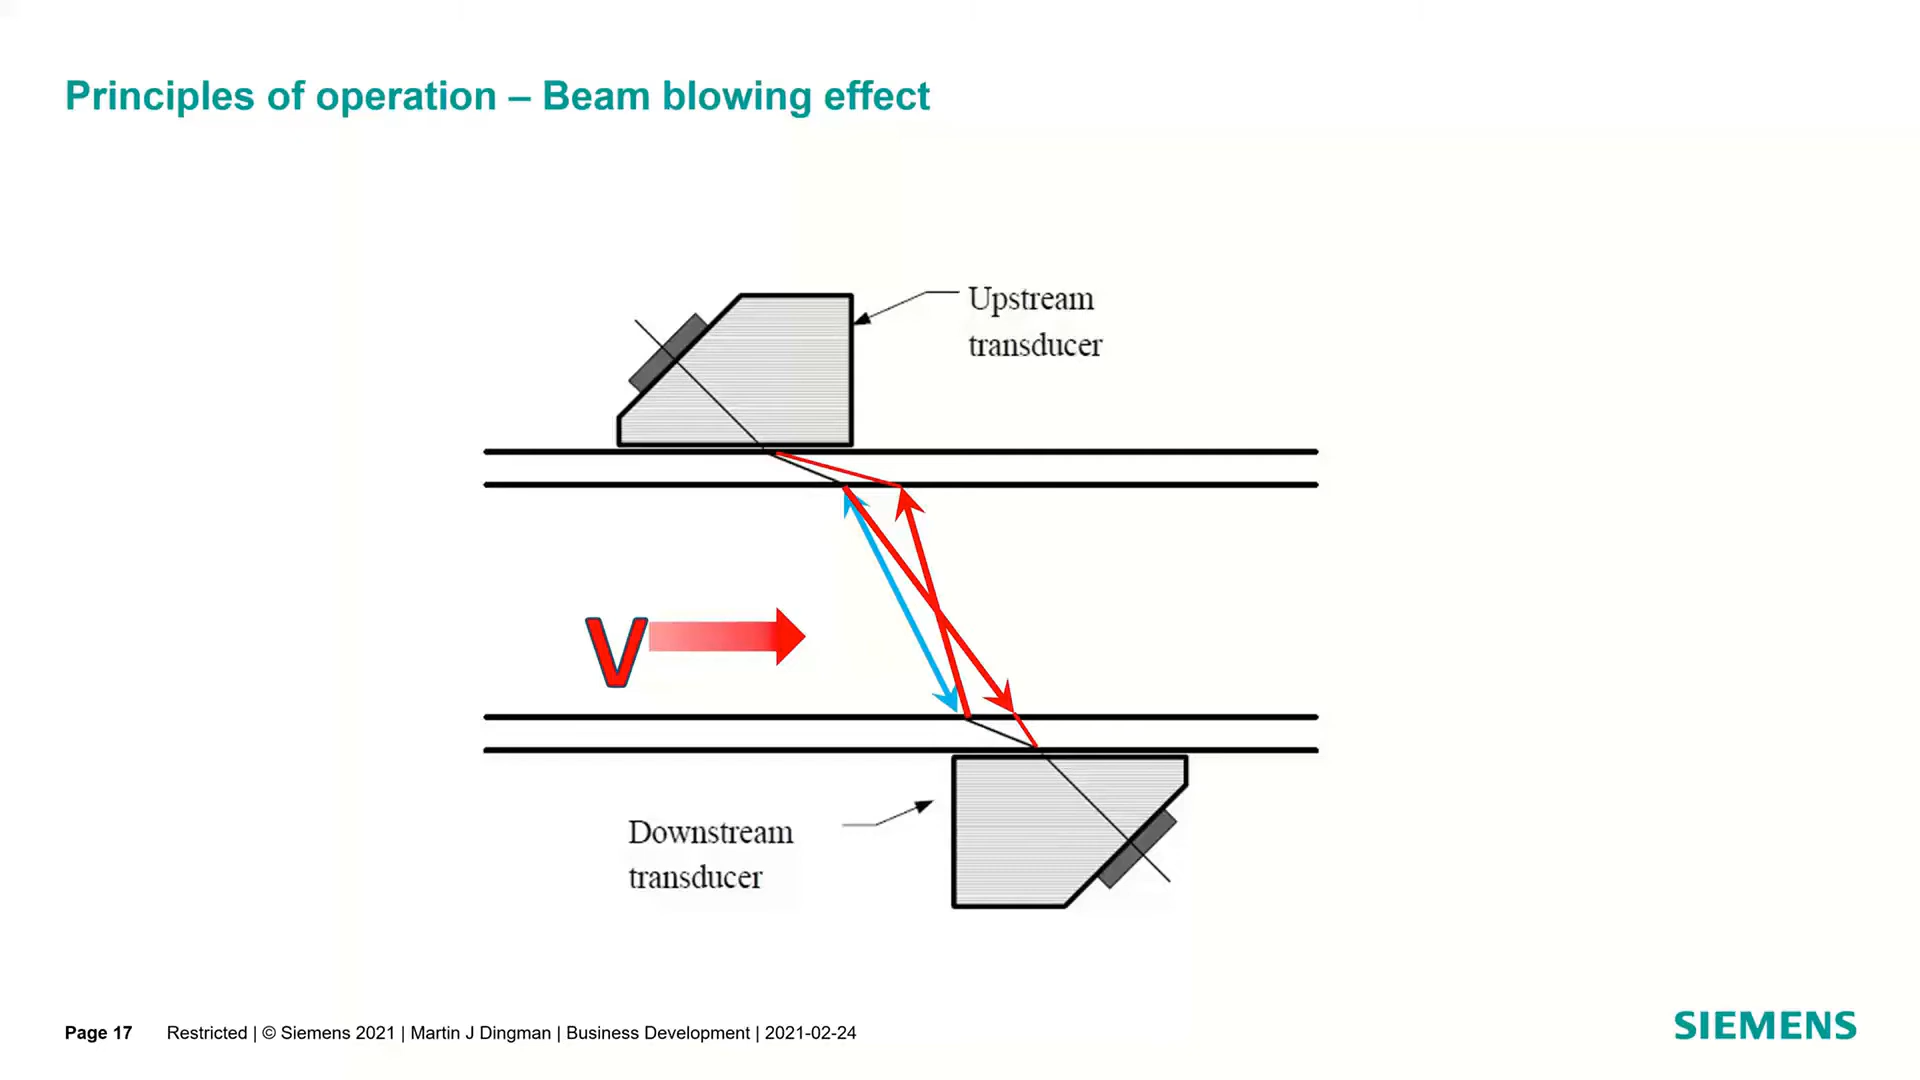 Principles of operation – Beam blowing effect
Upstream
transducer
V
Downstream
transducer
Page 17 Restricted | © Siemens 2021 | Martin J Dingman | Business Development | 2021-02-24
SIEMENS